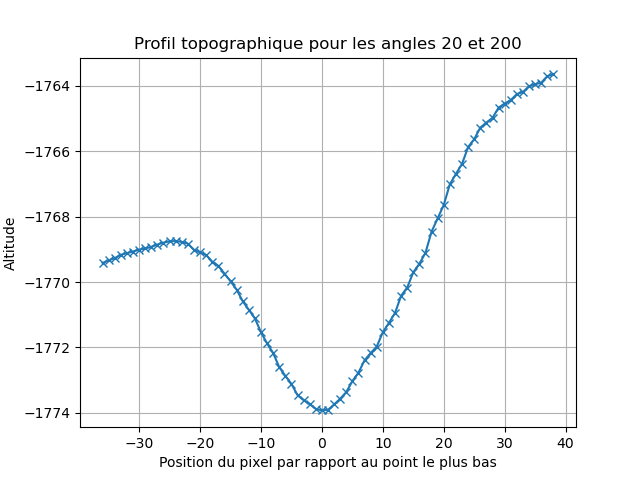 Profil topographique pour les angles 20 et 200
Altitude
−1764
−1766
−1768
−1770
−1772
−1774
−30 −20 −10 0 10 20 30 40
Position du pixel par rapport au point le plus bas